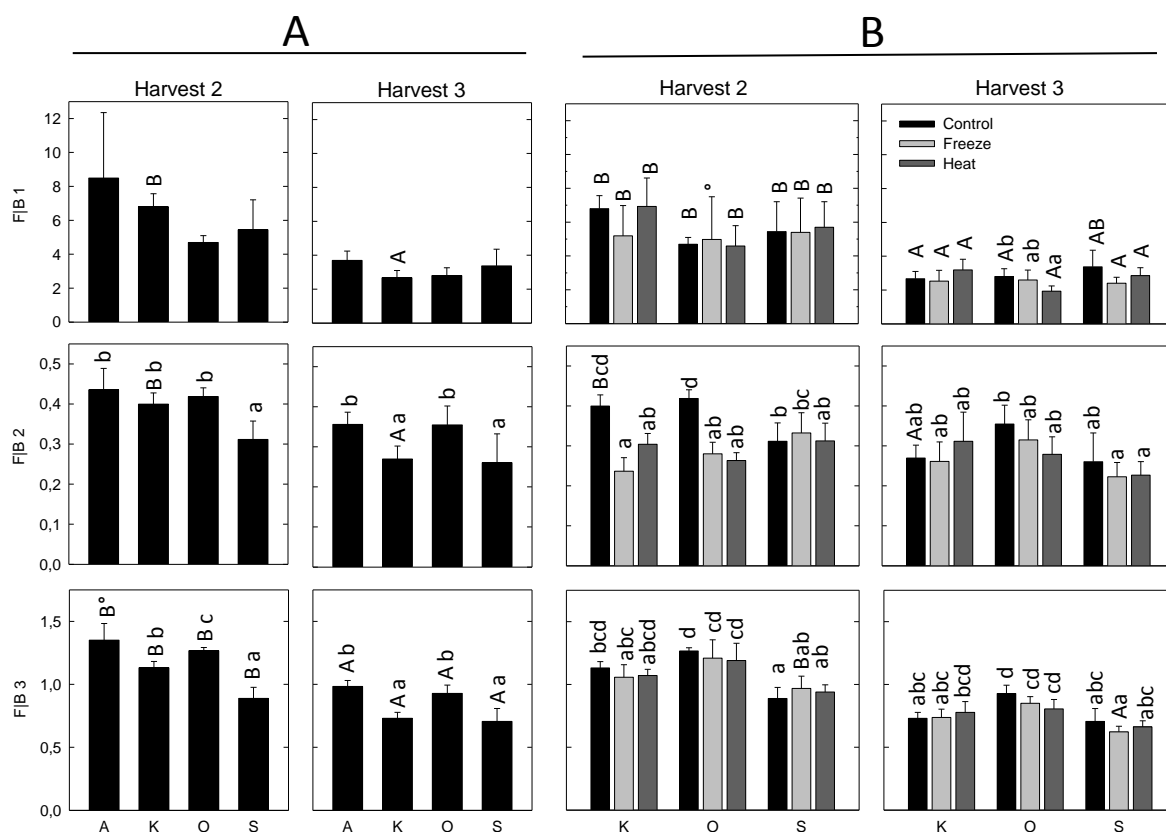 A B
Harvest 2 Harvest 3 Harvest 2 Harvest 3
Control
Freeze
Heat
F|B 1
12
10
8
6
4
2
0
B
A
B B B
B ° B
B B B
A A A
Ab ab Aa
AB A A
F|B 2
0,5
0,4
0,3
0,2
0,1
0,0
b B b b a
b A a b a
Bcd a ab
d ab ab
b bc ab
Aab ab ab
b ab ab
ab a a
F|B 3
1,5
1,0
0,5
0,0
B° B b B c B a
A b A a A b A a
bcd abc abcd
d cd cd
a Bab ab
abc abc bcd
d cd cd
abc Aa abc
A K O S A K O S K O S K O S